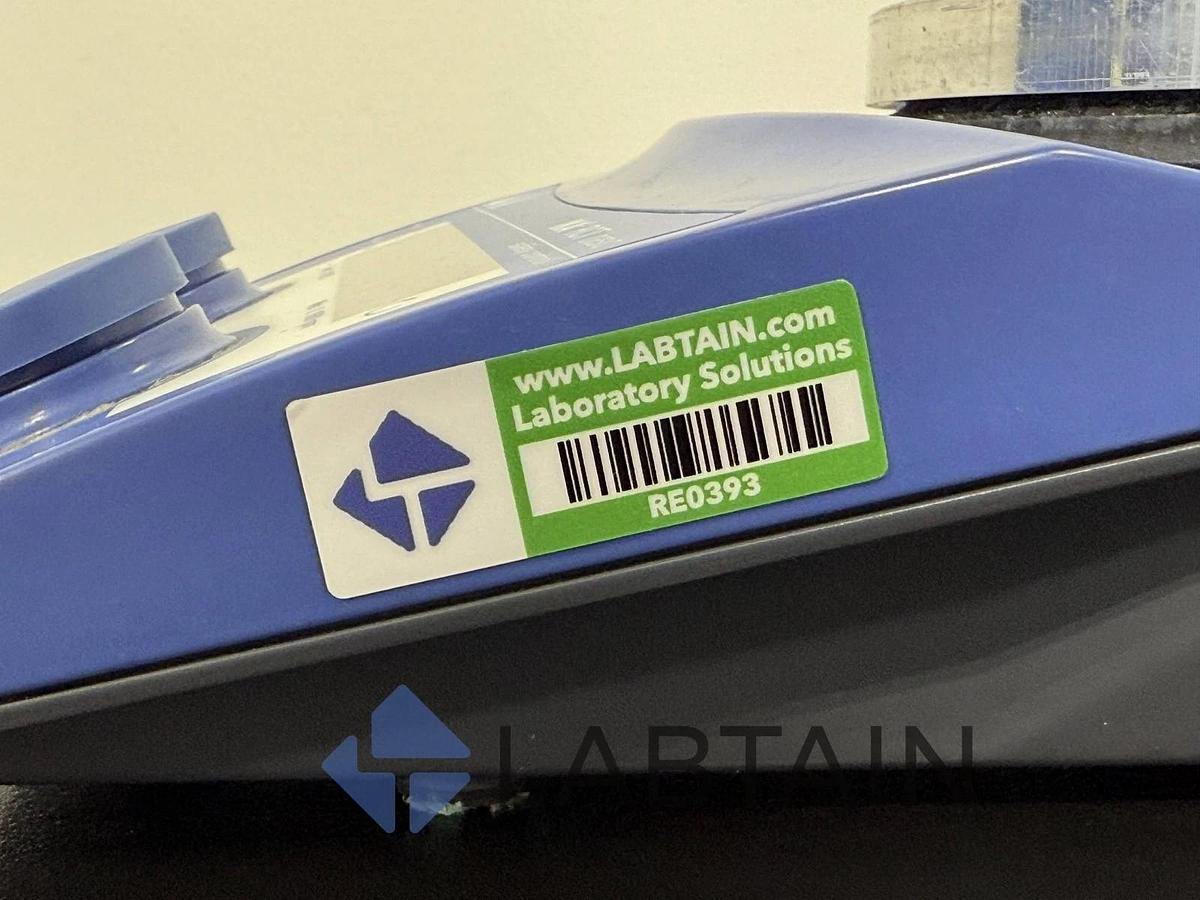 www.LABTAIN.com
Laboratory Solutions
RE0393
LABTAIN